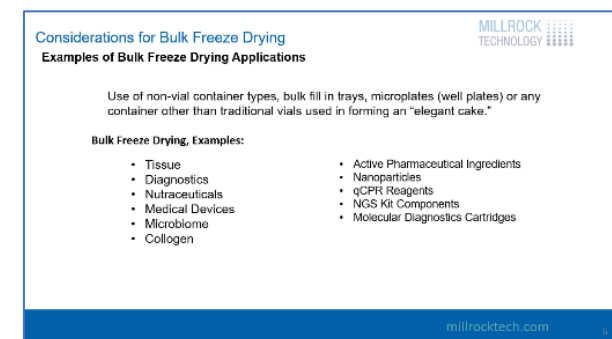 Considerations for Bulk Freeze Drying
MILLROCK
TECHNOLOGY
Examples of Bulk Freeze Drying Applications
Use of non-vial container types, bulk fill in trays, microplates (well plates) or any
container other than traditional vials used in forming an “elegant cake.”
Bulk Freeze Drying, Examples:
• Tissue
• Diagnostics
• Nutraceuticals
• Medical Devices
• Microbiome
• Collogen
• Active Pharmaceutical Ingredients
• Nanoparticles
• qCPR Reagents
• NGS Kit Components
• Molecular Diagnostics Cartridges
millrocktech.com